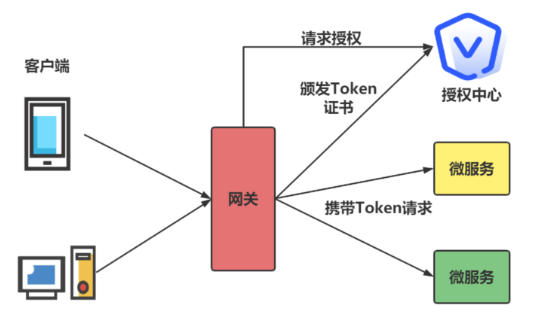 请求授权
客户端
颁发Token
证书
授权中心
网关
微服务
携带Token请求
微服务